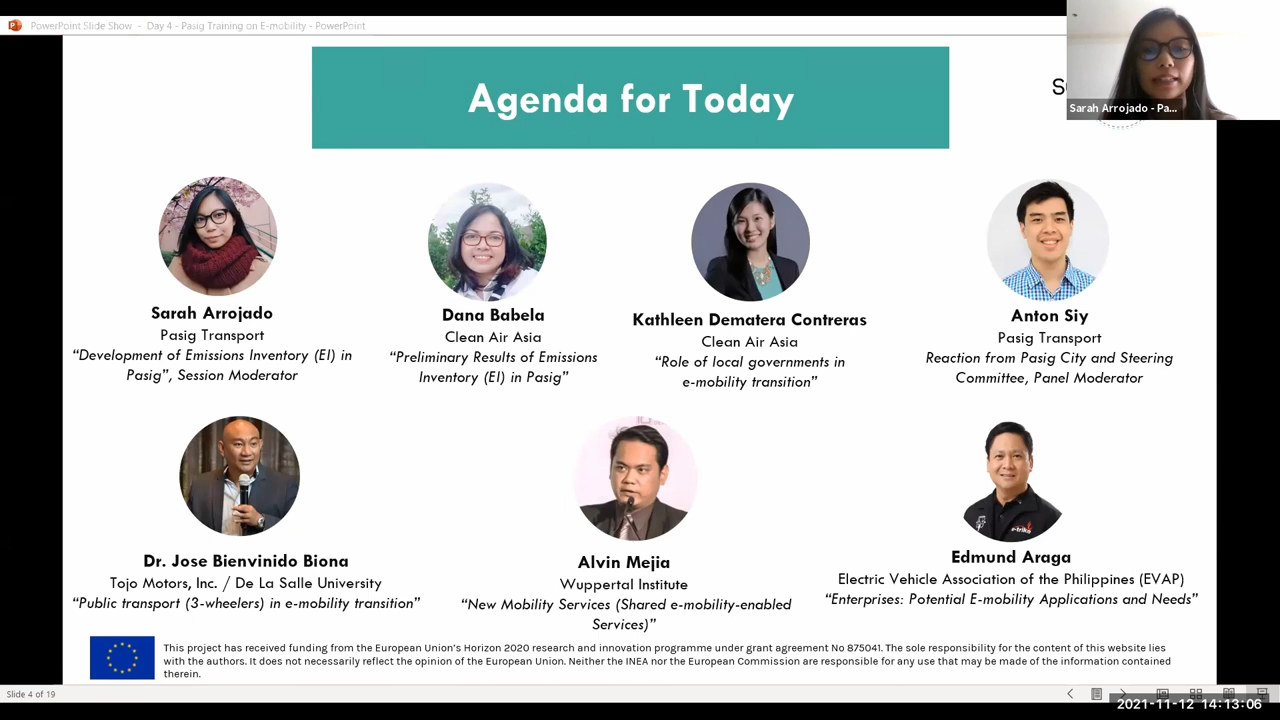 PowerPoint Slide Show - Day 4 - Pasig Training on E-mobility - PowerPoint
Agenda for Today
Sarah Arrojado - Pa...
Sarah Arrojado
Pasig Transport
“Development of Emissions Inventory (EI) in
Pasig”, Session Moderator
Dana Babela
Clean Air Asia
“Preliminary Results of Emissions
Inventory (EI) in Pasig”
Kathleen Dematera Contreras
Clean Air Asia
“Role of local governments in
e-mobility transition”
Anton Siy
Pasig Transport
Reaction from Pasig City and Steering
Committee, Panel Moderator
Dr. Jose Bienvinido Biona
Tojo Motors, Inc. / De La Salle University
“Public transport (3-wheelers) in e-mobility transition”
Alvin Mejia
Wuppertal Institute
“New Mobility Services (Shared e-mobility-enabled
Services)”
e-trike
Edmund Araga
Electric Vehicle Association of the Philippines (EVAP)
“Enterprises: Potential E-mobility Applications and Needs”
This project has received funding from the European Union’s Horizon 2020 research and innovation programme under grant agreement No 875041. The sole responsibility for the content of this website lies
with the authors. It does not necessarily reflect the opinion of the European Union. Neither the INEA nor the European Commission are responsible for any use that may be made of the information contained
therein.
Slide 4 of 19
2021-11-12 14:13:06